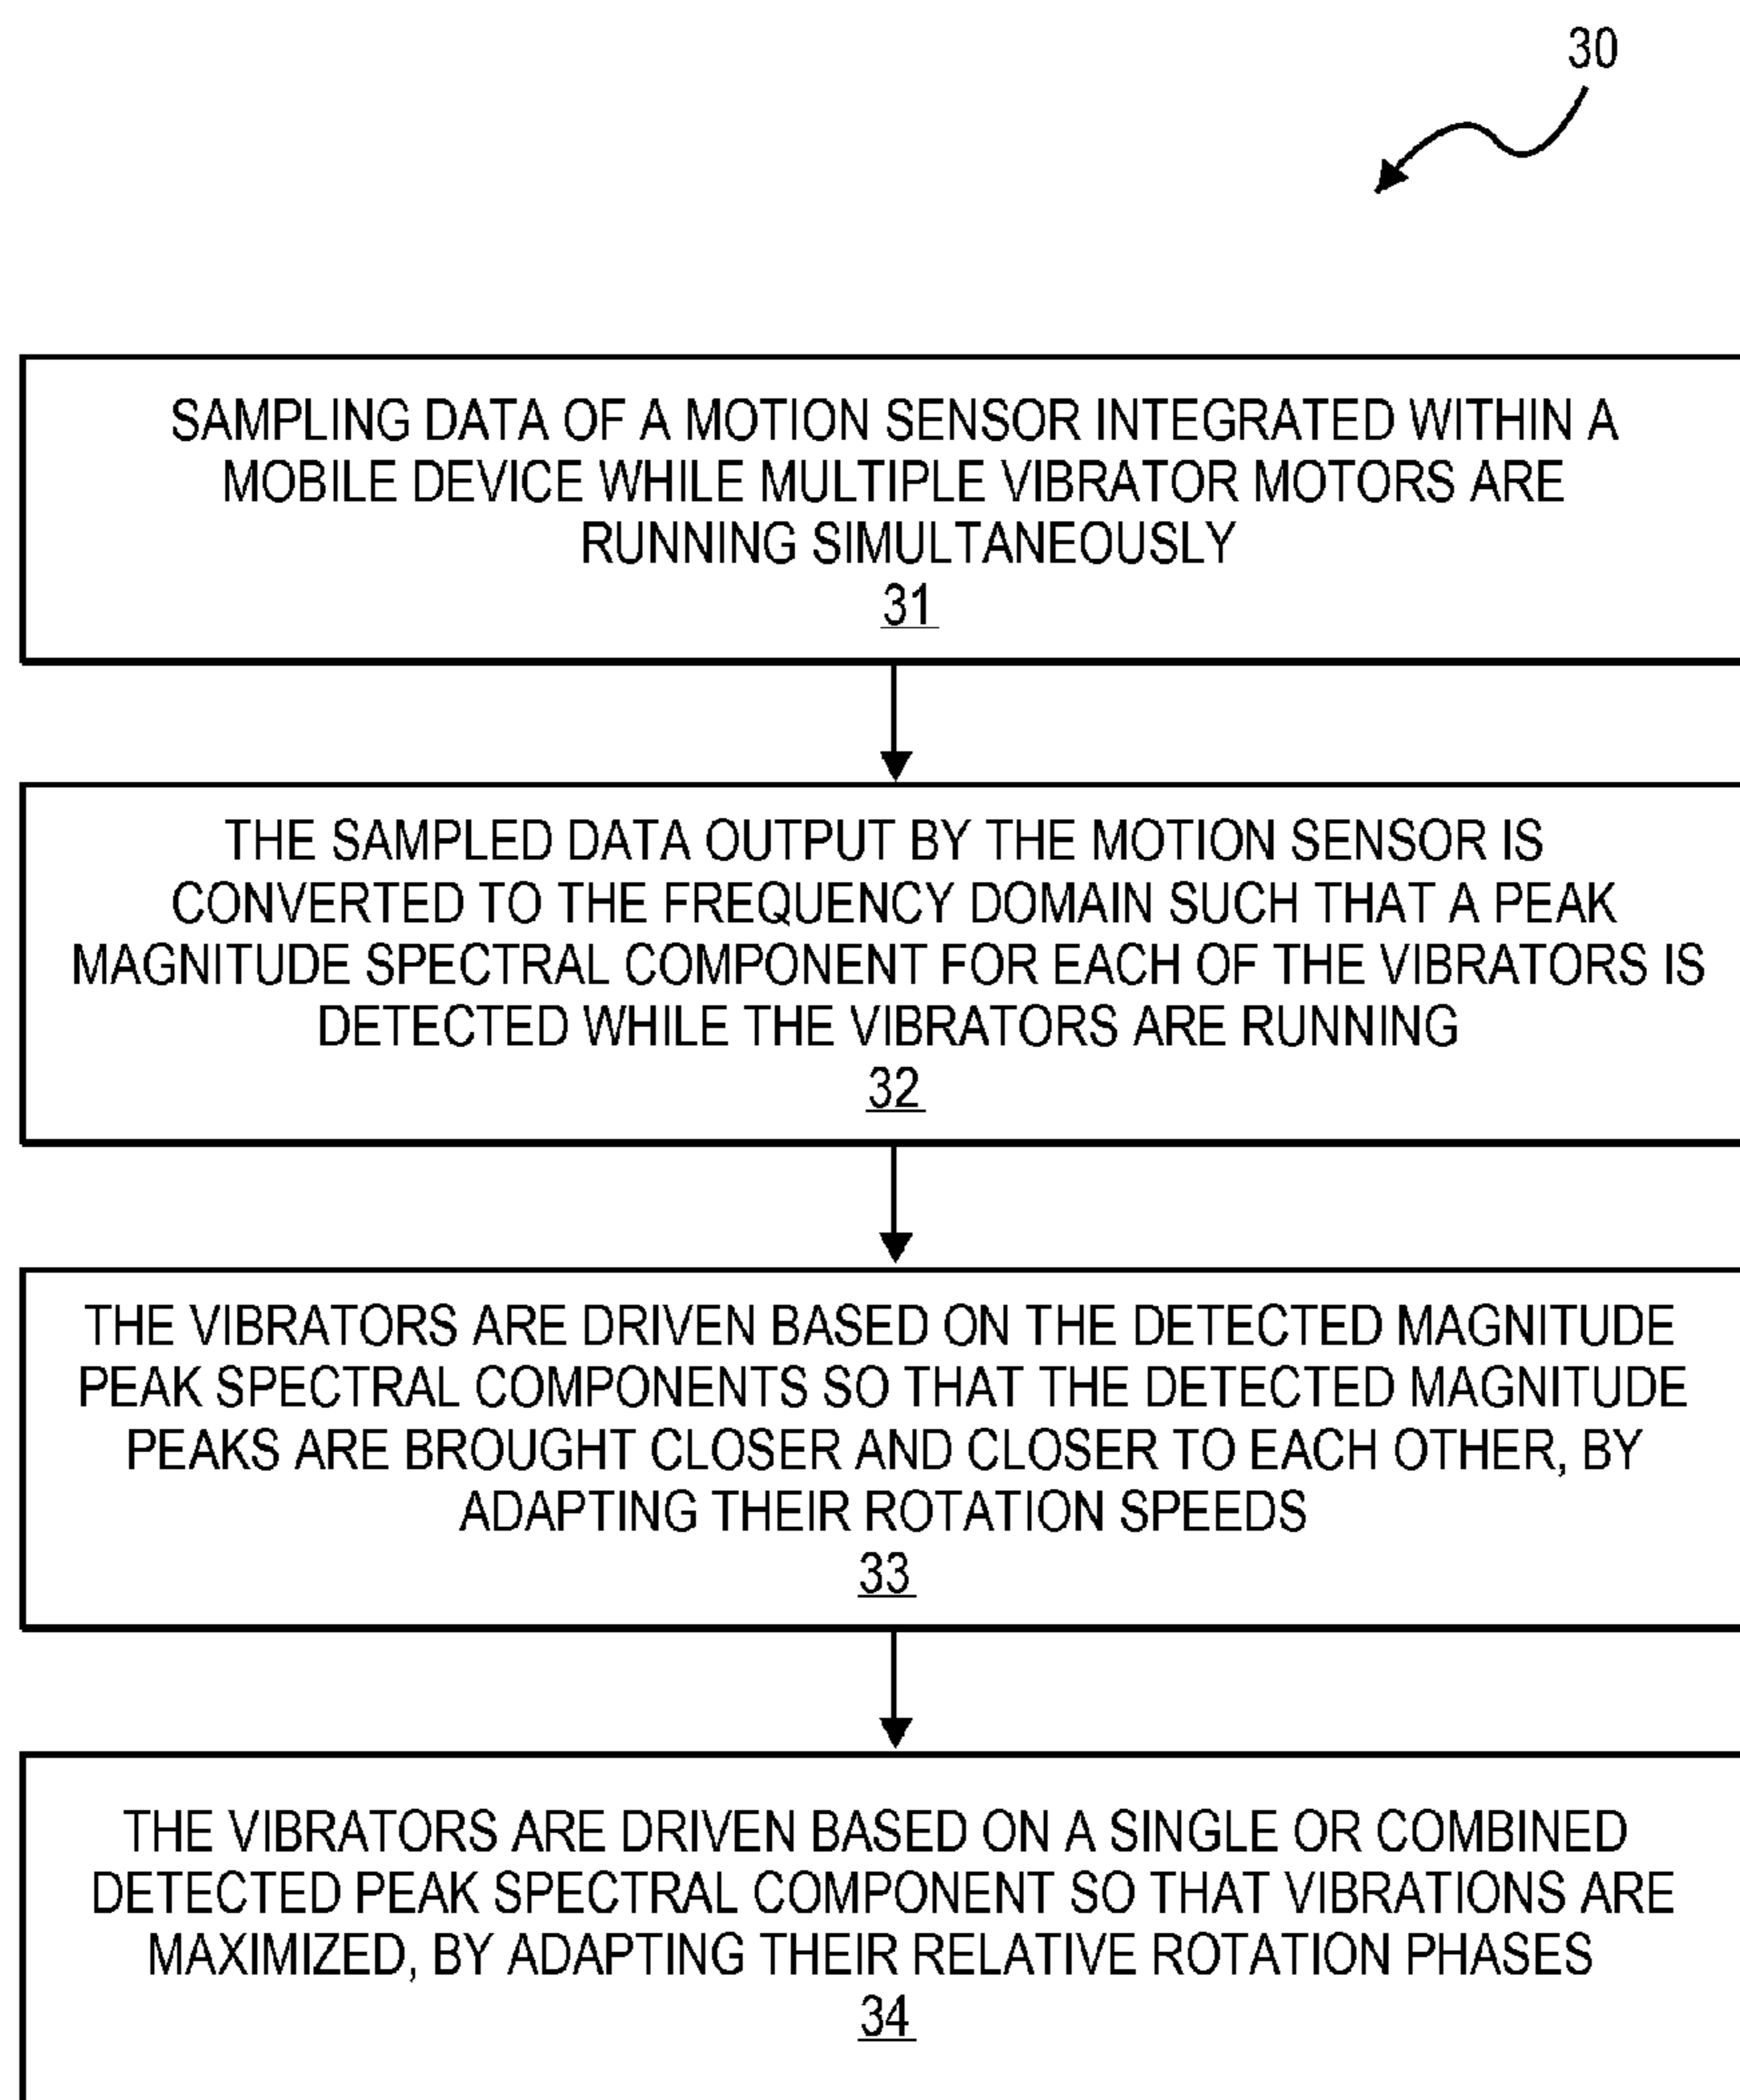 30
SAMPLING DATA OF A MOTION SENSOR INTEGRATED WITHIN A
MOBILE DEVICE WHILE MULTIPLE VIBRATOR MOTORS ARE
RUNNING SIMULTANEOUSLY
31
THE SAMPLED DATA OUTPUT BY THE MOTION SENSOR IS
CONVERTED TO THE FREQUENCY DOMAIN SUCH THAT A PEAK
MAGNITUDE SPECTRAL COMPONENT FOR EACH OF THE VIBRATORS IS
DETECTED WHILE THE VIBRATORS ARE RUNNING
32
THE VIBRATORS ARE DRIVEN BASED ON THE DETECTED MAGNITUDE
PEAK SPECTRAL COMPONENTS SO THAT THE DETECTED MAGNITUDE
PEAKS ARE BROUGHT CLOSER AND CLOSER TO EACH OTHER, BY
ADAPTING THEIR ROTATION SPEEDS
33
THE VIBRATORS ARE DRIVEN BASED ON A SINGLE OR COMBINED
DETECTED PEAK SPECTRAL COMPONENT SO THAT VIBRATIONS ARE
MAXIMIZED, BY ADAPTING THEIR RELATIVE ROTATION PHASES
34